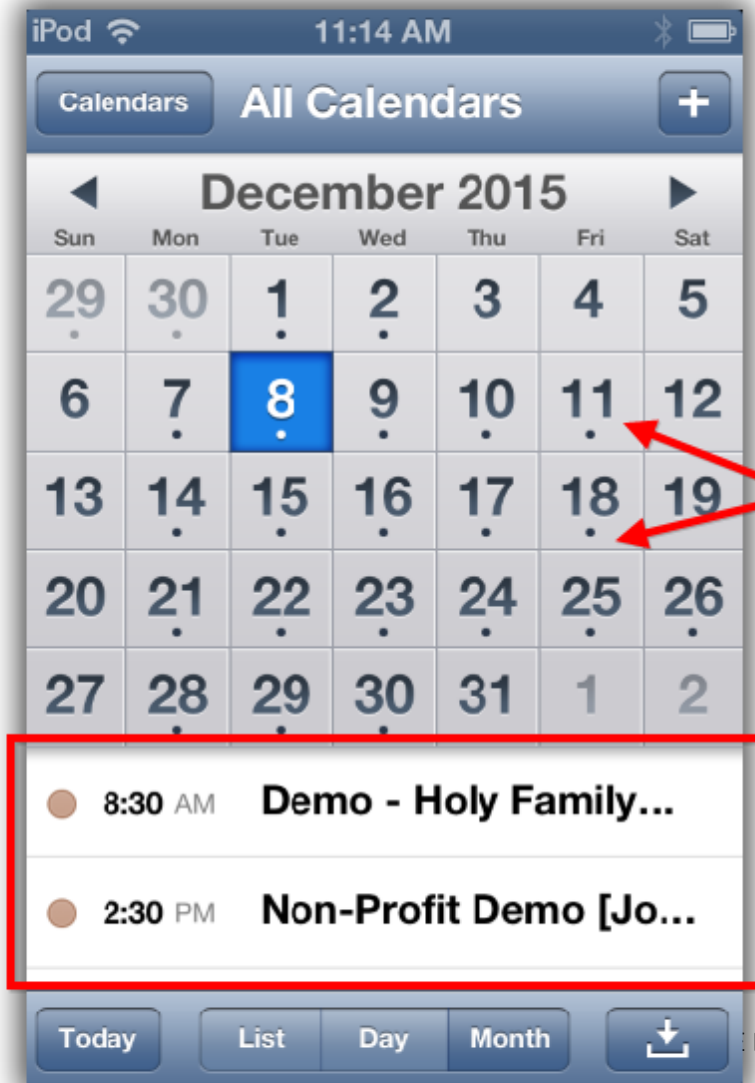 iPod 11:14 AM
Calendars All Calendars +
December 2015
Sun Mon Tue Wed Thu Fri Sat
29 30 1 2 3 4 5
6 7 8 9 10 11 12
13 14 15 16 17 18 19
20 21 22 23 24 25 26
27 28 29 30 31 1 2
8:30 AM Demo - Holy Family...
2:30 PM Non-Profit Demo [Jo...
Today List Day Month